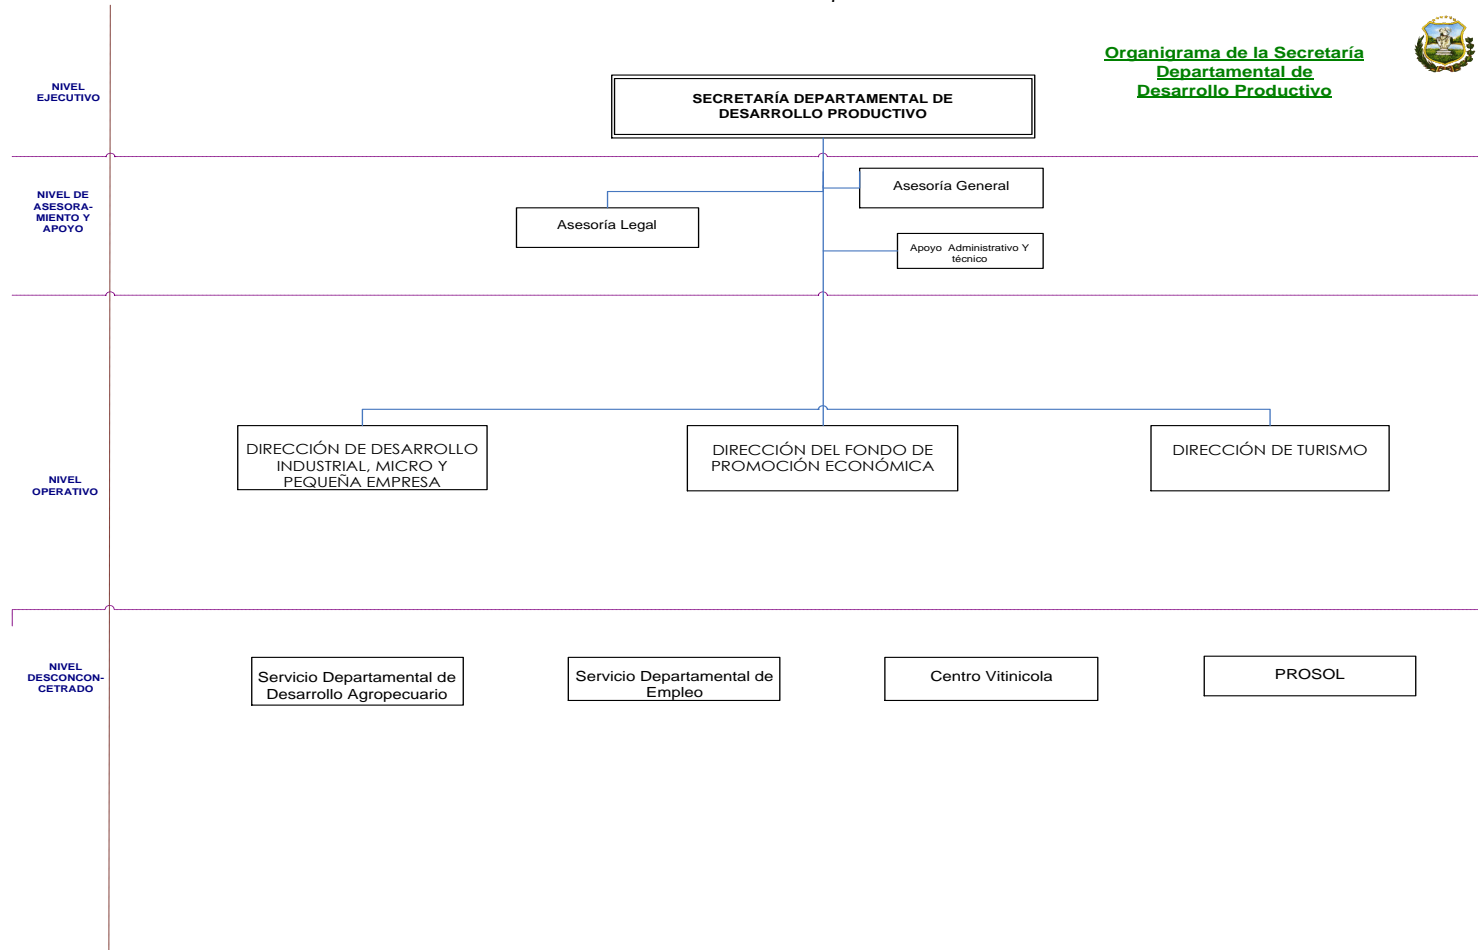 Organigrama de la Secretaría
Departamental de
Desarrollo Productivo
NIVEL
EJECUTIVO
SECRETARÍA DEPARTAMENTAL DE
DESARROLLO PRODUCTIVO
NIVEL DE
ASESORA-
MIENTO Y
APOYO
Asesoría General
Asesoría Legal
Apoyo Administrativo Y
técnico
NIVEL
OPERATIVO
DIRECCIÓN DE DESARROLLO
INDUSTRIAL, MICRO Y
PEQUEÑA EMPRESA
DIRECCIÓN DEL FONDO DE
PROMOCIÓN ECONÓMICA
DIRECCIÓN DE TURISMO
NIVEL
DESCONCON-
CETRADO
Servicio Departamental de
Desarrollo Agropecuario
Servicio Departamental de
Empleo
Centro Vitinicola
PROSOL